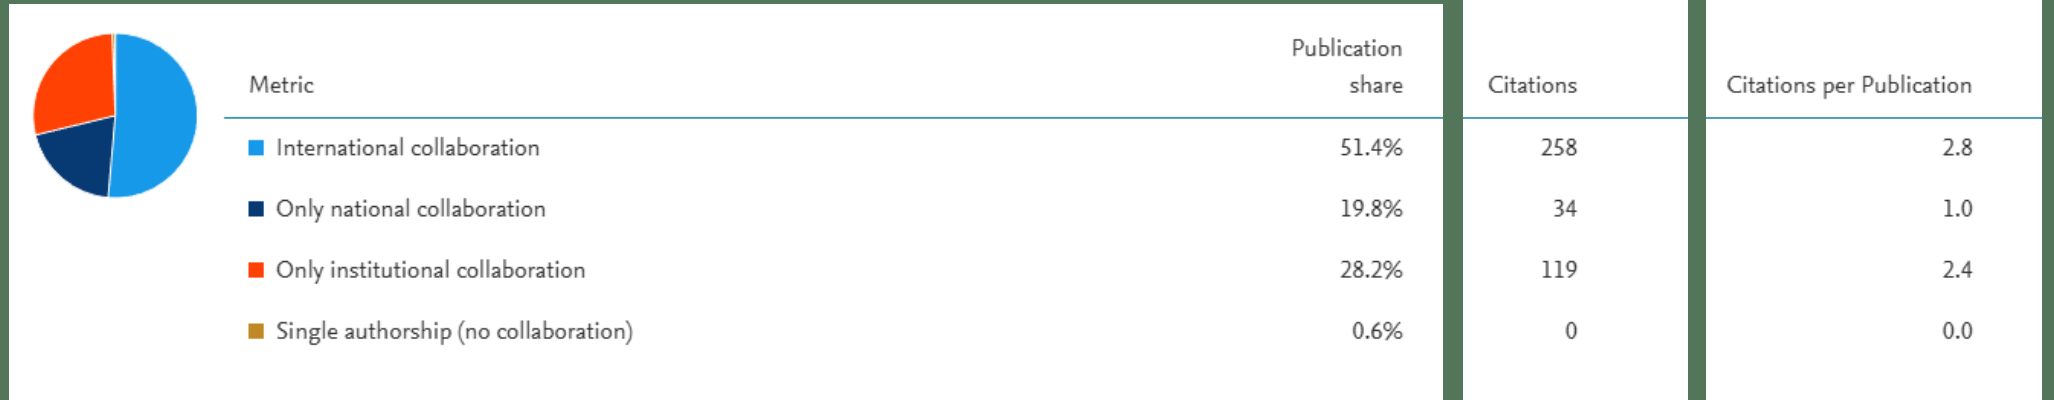 Metric Publication share Citations Citations per Publication
International collaboration 51.4% 258 2.8
Only national collaboration 19.8% 34 1.0
Only institutional collaboration 28.2% 119 2.4
Single authorship (no collaboration) 0.6% 0 0.0